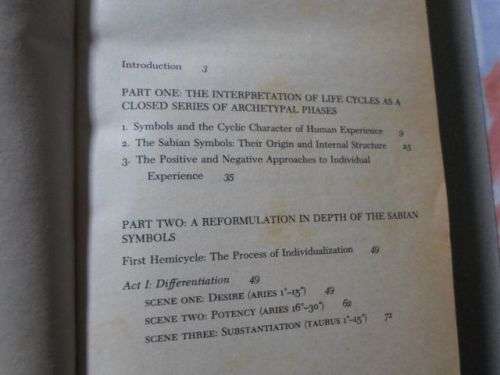 Introduction 3
PART ONE: THE INTERPRETATION OF LIFE CYCLES AS A
CLOSED SERIES OF ARCHETYPAL PHASES
1. Symbols and the Cyclic Character of Human Experience 9
2. The Sabian Symbols: Their Origin and Internal Structure 25
3. The Positive and Negative Approaches to Individual
Experience 35
PART TWO: A REFORMULATION IN DEPTH OF THE SABIAN
SYMBOLS
First Hemicycle: The Process of Individualization 49
Act I: Differentiation 49
SCENE ONE: DESIRE (ARIES 1°–15°) 49
SCENE TWO: POTENCY (ARIES 16°–30°) 62
SCENE THREE: SUBSTANTIATION (TAURUS 1°–15°) 72